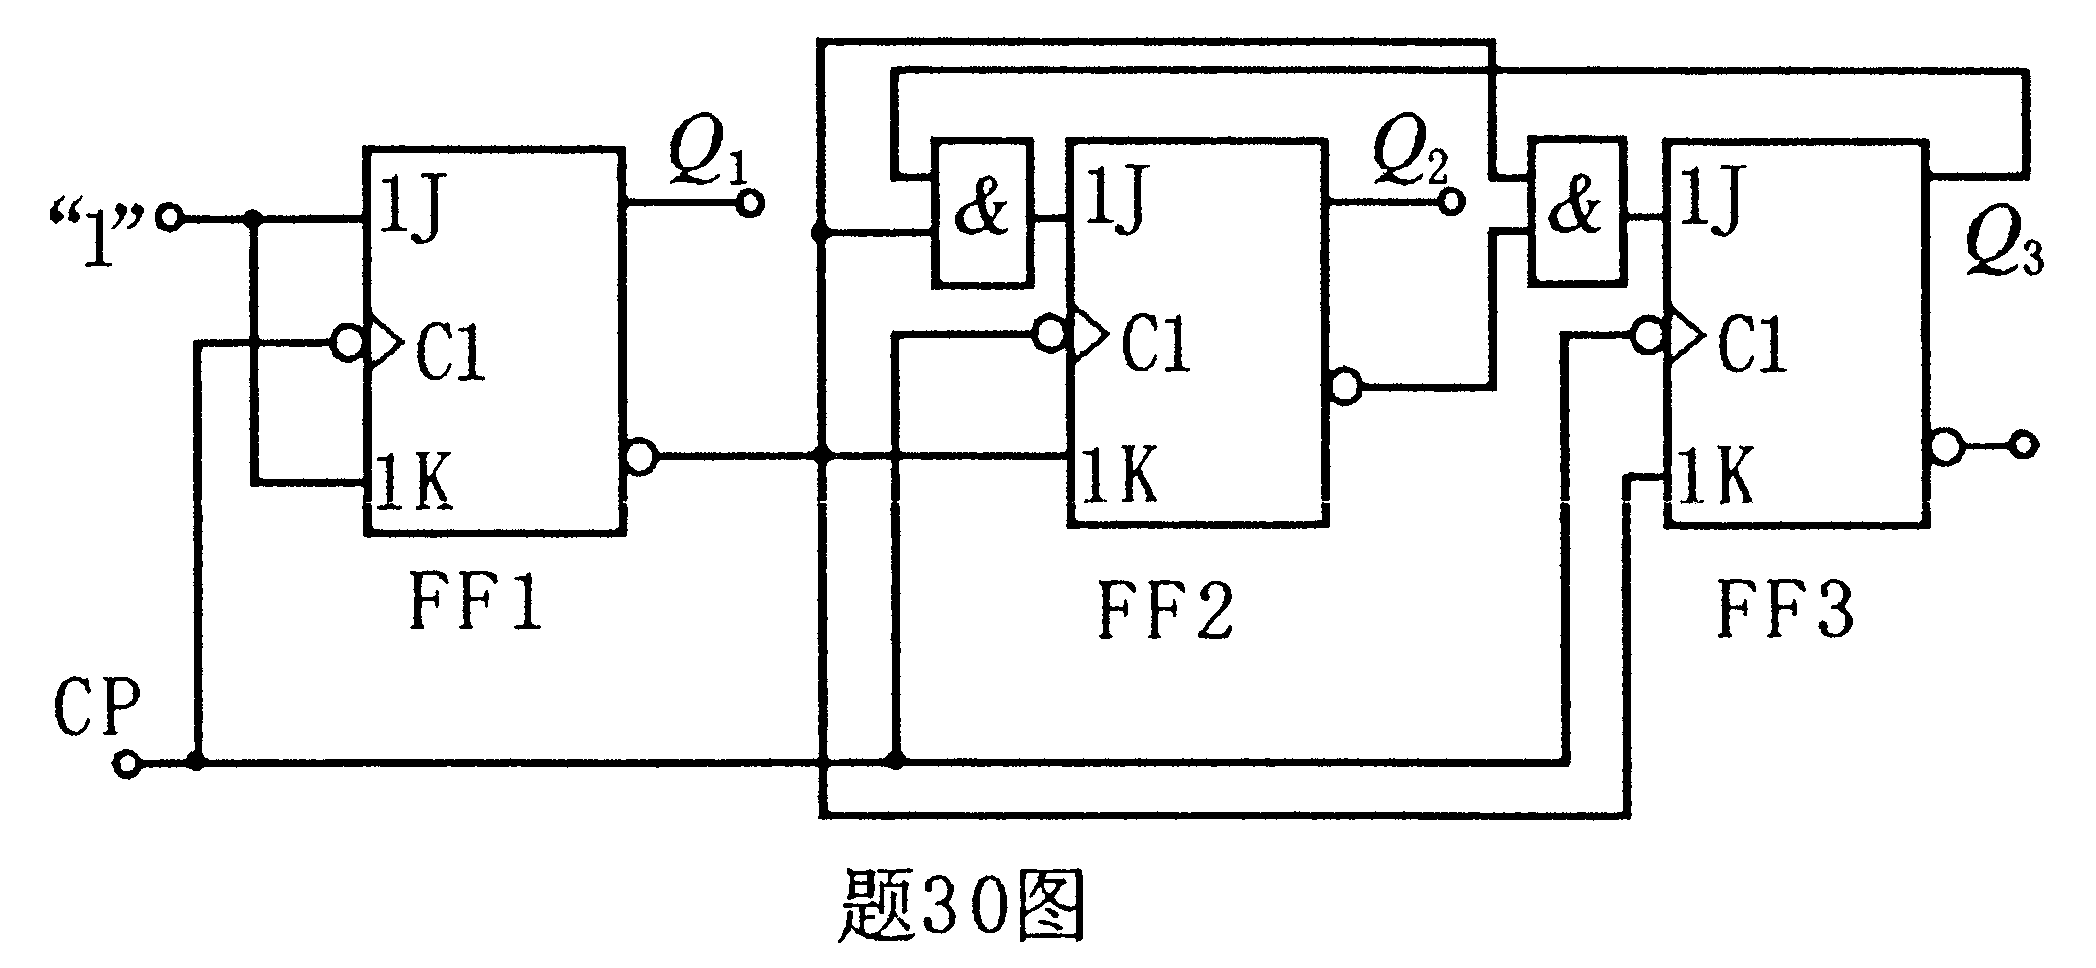 Q₁ Q₂
“1” 1J & 1J & 1J Q₃
C1 C1 C1
1K 1K 1K
FF1 FF2 FF3
CP
题30图